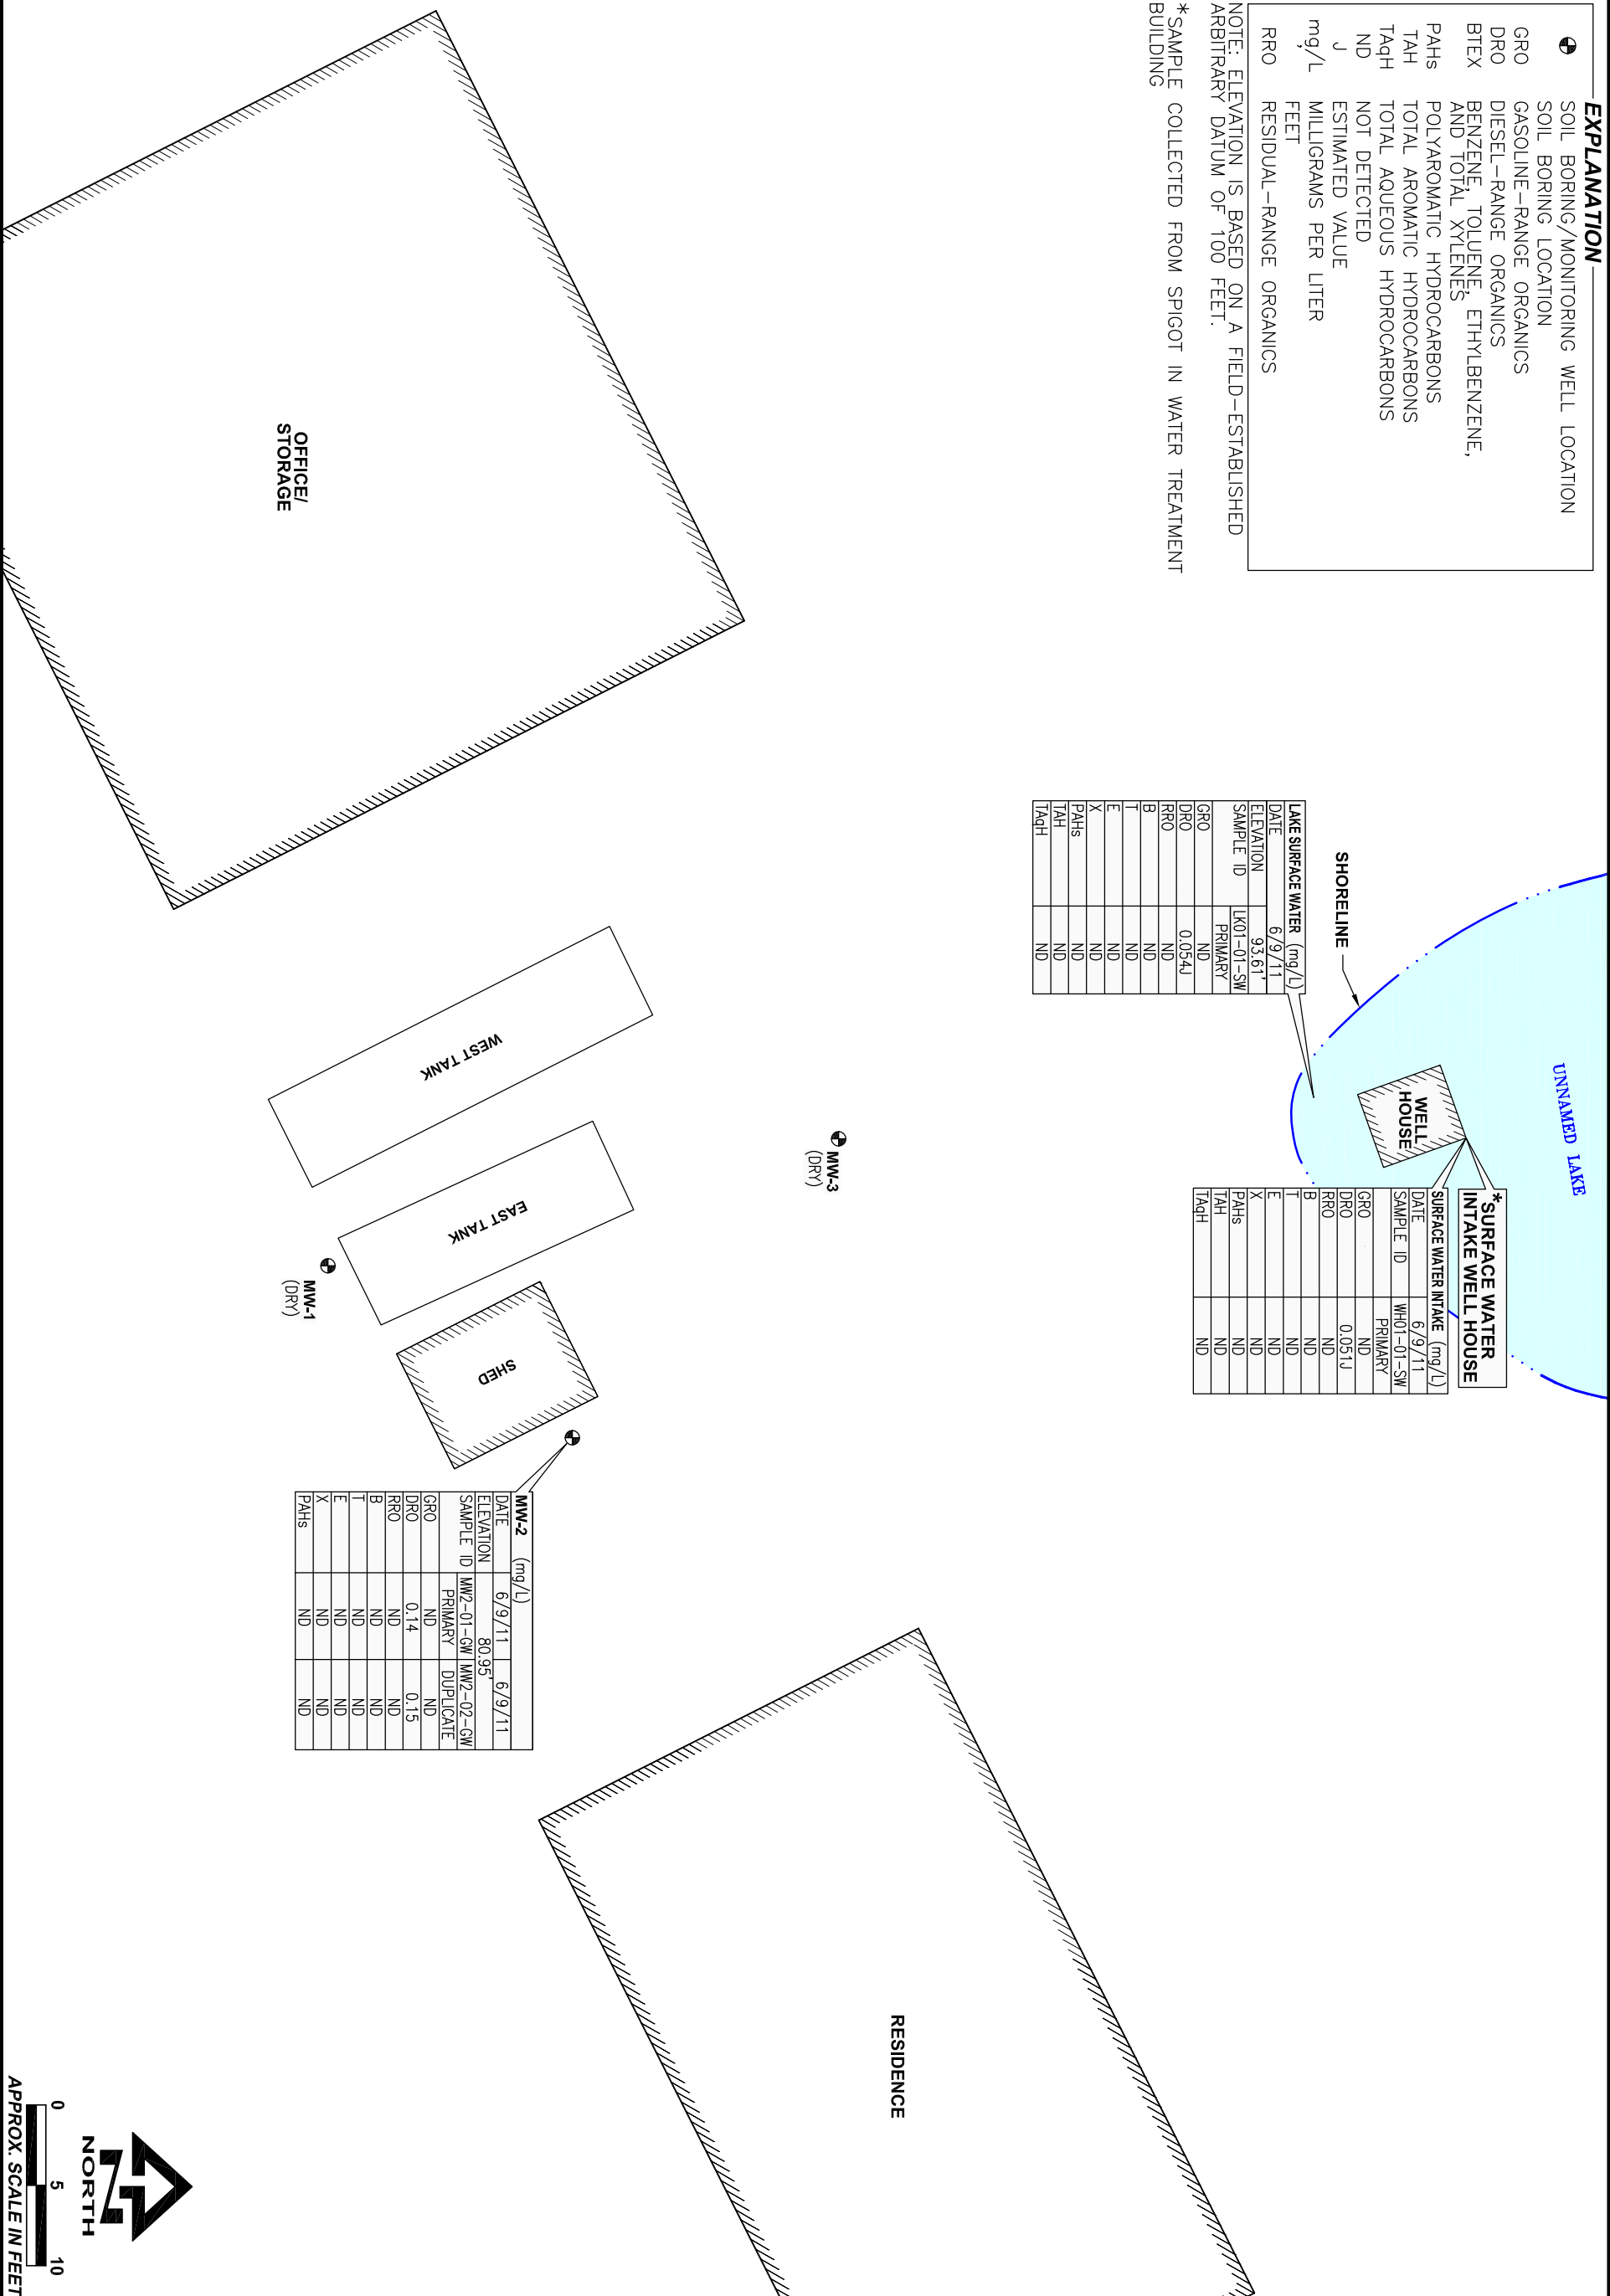 EXPLANATION
SOIL BORING/MONITORING WELL LOCATION
SOIL BORING LOCATION
GRO GASOLINE-RANGE ORGANICS
DRO DIESEL-RANGE ORGANICS
BTEX BENZENE, TOLUENE, ETHYLBENZENE,
AND TOTAL XYLENES
PAHs POLYAROMATIC HYDROCARBONS
TAH TOTAL AROMATIC HYDROCARBONS
TAqH TOTAL AQUEOUS HYDROCARBONS
ND NOT DETECTED
J ESTIMATED VALUE
mg/L MILLIGRAMS PER LITER
' FEET
RRO RESIDUAL-RANGE ORGANICS
NOTE: ELEVATION IS BASED ON A FIELD-ESTABLISHED
ARBITRARY DATUM OF 100 FEET.
*SAMPLE COLLECTED FROM SPIGOT IN WATER TREATMENT
BUILDING
UNNAMED LAKE
SHORELINE
WELL
HOUSE
*SURFACE WATER
INTAKE WELL HOUSE
SURFACE WATER INTAKE (mg/L)
DATE 6/9/11
SAMPLE ID WH01-01-SW
PRIMARY
GRO ND
DRO 0.051J
RRO ND
B ND
T ND
E ND
X ND
PAHs ND
TAH ND
TAqH ND
LAKE SURFACE WATER (mg/L)
DATE 6/9/11
ELEVATION 93.61'
SAMPLE ID LK01-01-SW
PRIMARY
GRO ND
DRO 0.054J
RRO ND
B ND
T ND
E ND
X ND
PAHs ND
TAH ND
TAqH ND
MW-3
(DRY)
OFFICE/
STORAGE
WEST TANK
EAST TANK
SHED
MW-1
(DRY)
MW-2 (mg/L)
DATE 6/9/11 6/9/11
ELEVATION 80.95'
SAMPLE ID MW2-01-GW MW2-02-GW
PRIMARY DUPLICATE
GRO ND ND
DRO 0.14 0.15
RRO ND ND
B ND ND
T ND ND
E ND ND
X ND ND
PAHs ND ND
RESIDENCE
NORTH
0 5 10
APPROX. SCALE IN FEET